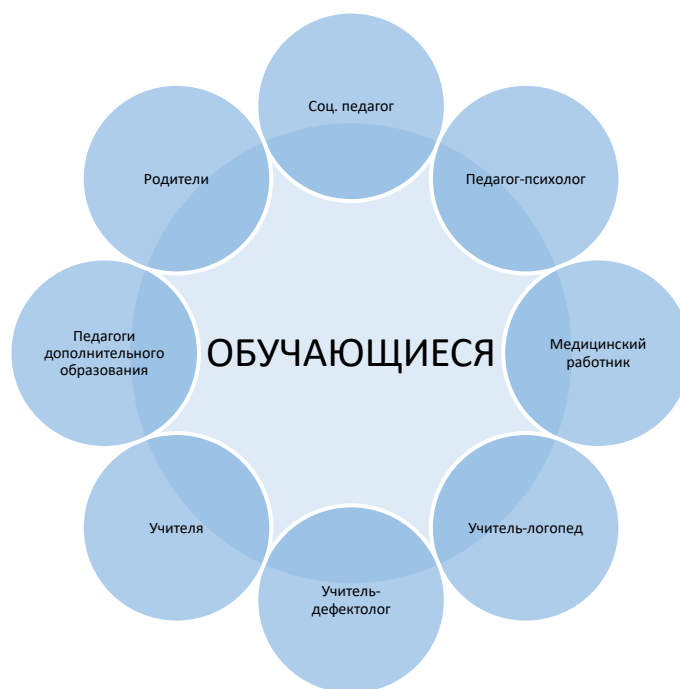 Соц. педагог
Педагог-психолог
Медицинский
работник
Учитель-логопед
Учитель-
дефектолог
Учителя
Педагоги
дополнительного
образования
Родители
ОБУЧАЮЩИЕСЯ